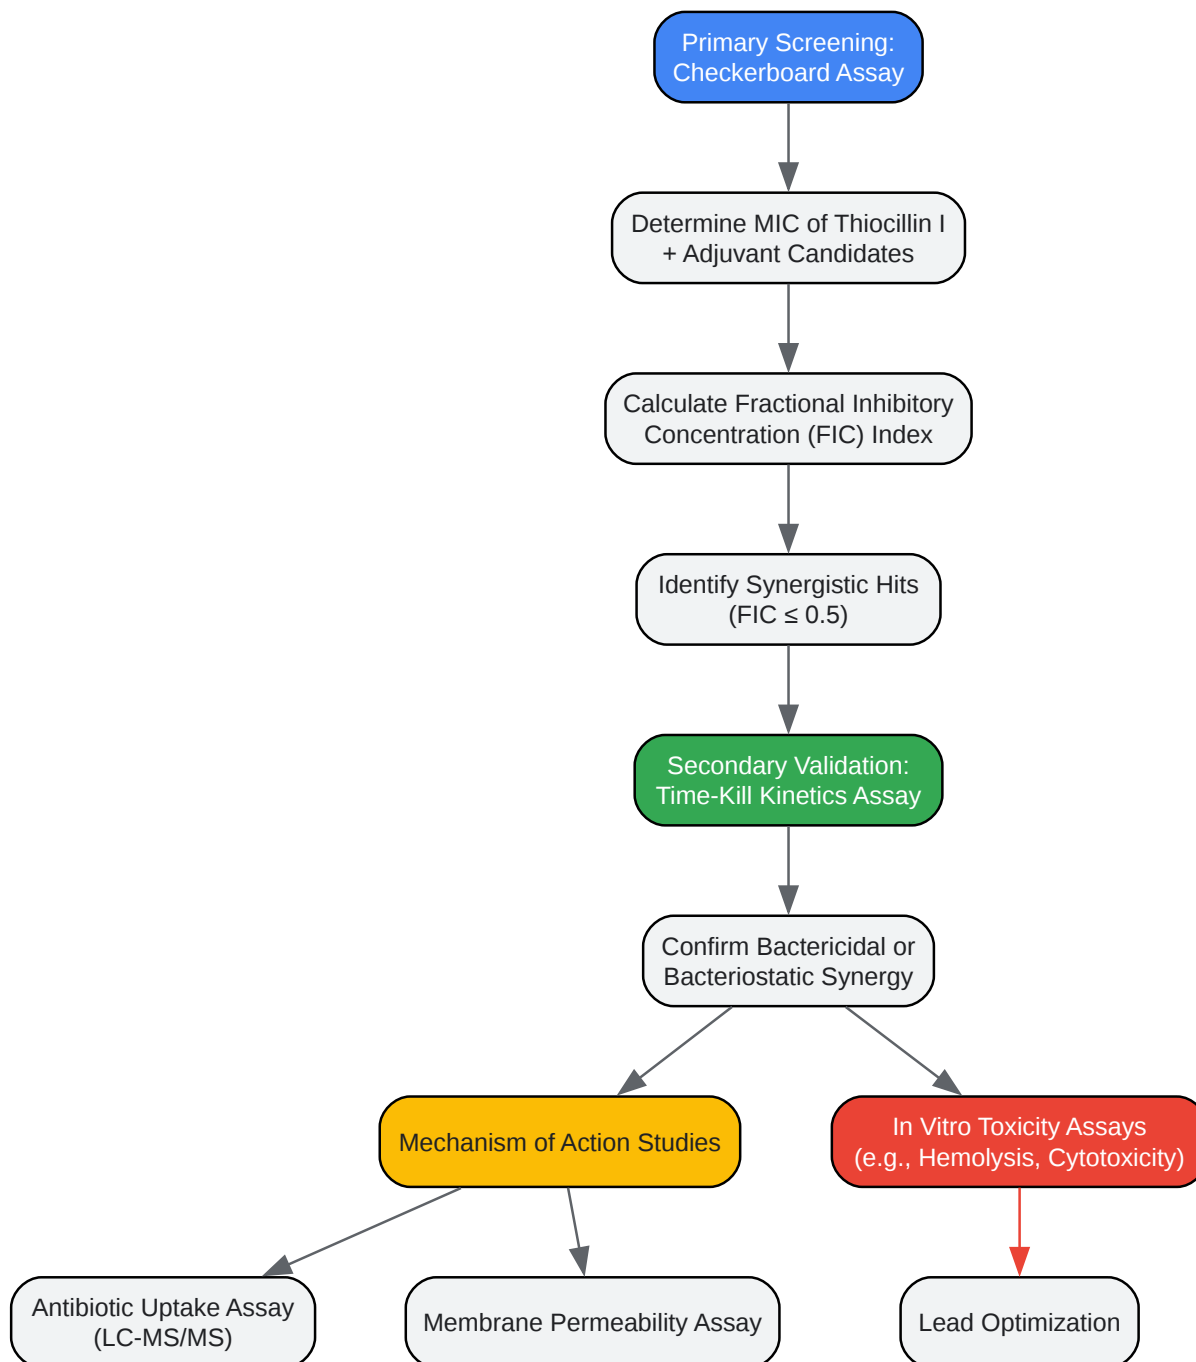 Primary Screening:
Checkerboard Assay
Determine MIC of Thiocillin I
+ Adjuvant Candidates
Calculate Fractional Inhibitory
Concentration (FIC) Index
Identify Synergistic Hits
(FIC ≤ 0.5)
Secondary Validation:
Time-Kill Kinetics Assay
Confirm Bactericidal or
Bacteriostatic Synergy
Mechanism of Action Studies
In Vitro Toxicity Assays
(e.g., Hemolysis, Cytotoxicity)
Antibiotic Uptake Assay
(LC-MS/MS)
Membrane Permeability Assay
Lead Optimization